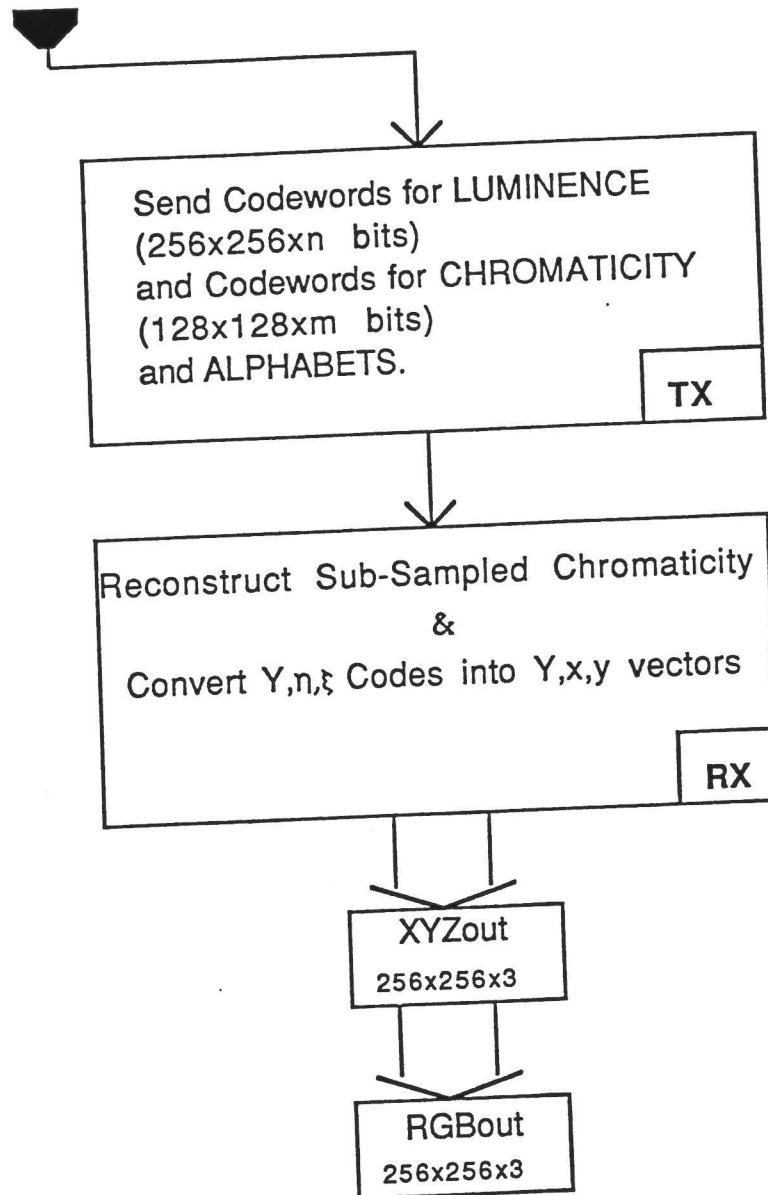 Send Codewords for LUMINENCE
(256x256xn bits)
and Codewords for CHROMATICITY
(128x128xm bits)
and ALPHABETS.
TX
Reconstruct Sub-Sampled Chromaticity
&
Convert Y,η,ξ Codes into Y,x,y vectors
RX
XYZout
256x256x3
RGBout
256x256x3